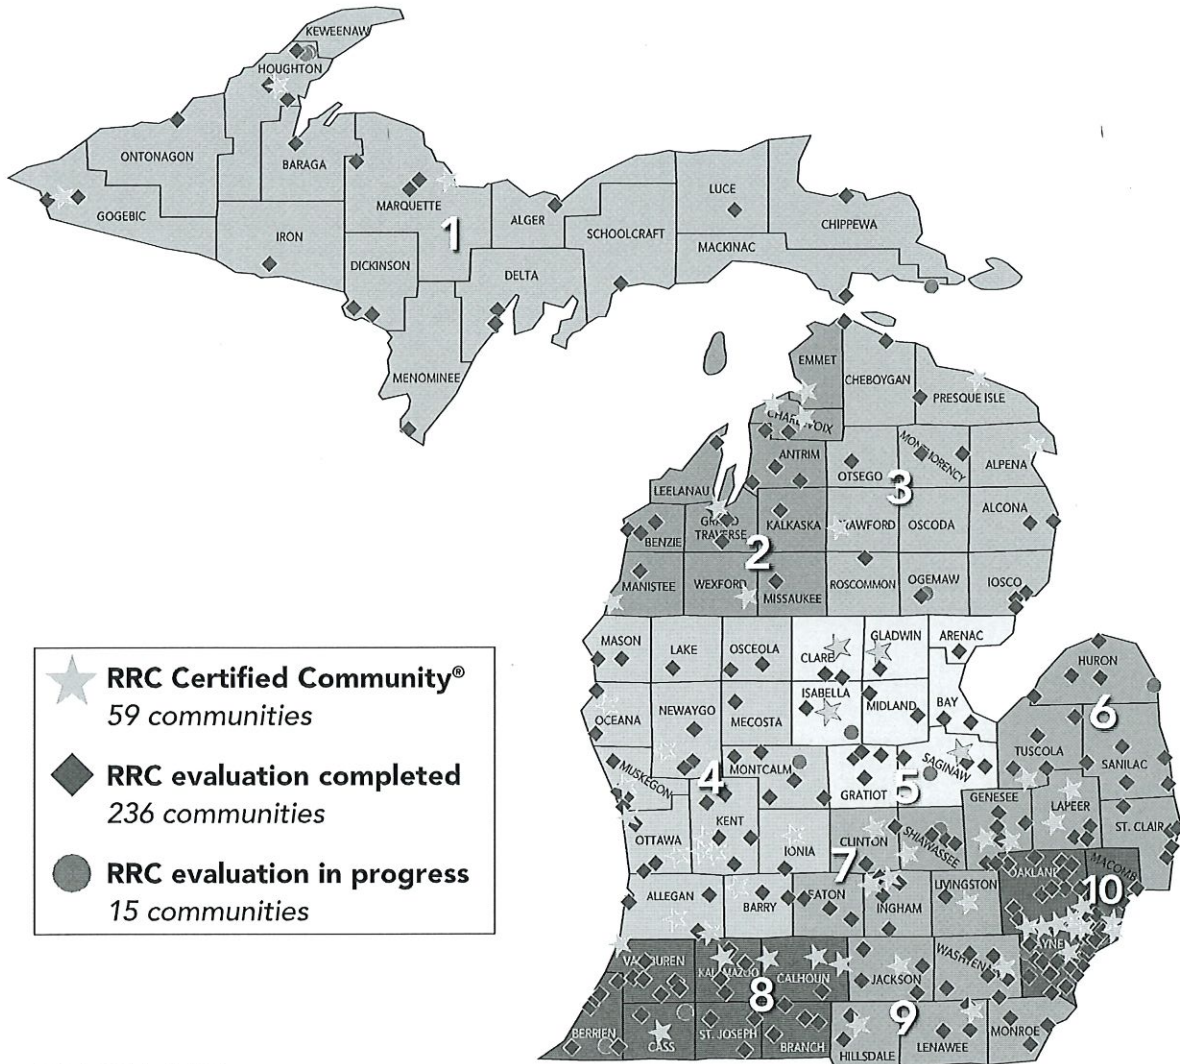 KEWEENAW
HOUGHTON
ONTONAGON
BARAGA
LUCE
GOGEBIC
MARQUETTE
1
ALGER
CHIPPEWA
IRON
SCHOOLCRAFT
MACKINAC
DICKINSON
DELTA
MENOMINEE
EMMET
CHEBOYGAN
PRESQUE ISLE
CHARLEVOIX
ANTRIM
MONTMORENCY
OTSEGO
3
ALPENA
LEELANAU
GRAND TRAVERSE
KALKASKA
CRAWFORD
OSCODA
ALCONA
BENZIE
2
MANISTEE
WEXFORD
MISSAUKEE
ROSCOMMON
OGEMAW
IOSCO
MASON
LAKE
OSCEOLA
CLARE
GLADWIN
ARENAC
HURON
OCEANA
NEWAYGO
MECOSTA
ISABELLA
MIDLAND
BAY
6
TUSCOLA
SANILAC
MUSKEGON
4
MONTCALM
GRATIOT
5
SAGINAW
GENESEE
LAPEER
ST. CLAIR
OTTAWA
KENT
IONIA
CLINTON
7
SHIAWASSEE
OAKLAND
MACOMB
10
ALLEGAN
BARRY
EATON
INGHAM
LIVINGSTON
WAYNE
VAN BUREN
KALAMAZOO
CALHOUN
JACKSON
WASHTENAW
8
9
BERRIEN
CASS
ST. JOSEPH
BRANCH
HILLSDALE
LENAWEE
MONROE
RRC Certified Community®
59 communities
RRC evaluation completed
236 communities
RRC evaluation in progress
15 communities